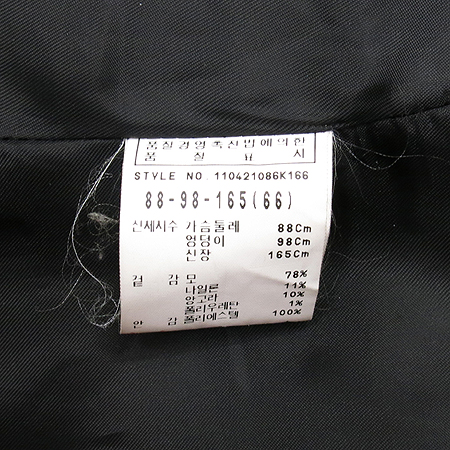 품질경영촉진법에의한
품 질 표 시
STYLE NO. 110421086K166
88-98-165(66)
신체치수 가슴둘레 88Cm
엉덩이 98Cm
신장 165Cm
겉 감 모 78%
나일론 11%
앙고라 10%
폴리우레탄 1%
안 감 폴리에스텔 100%